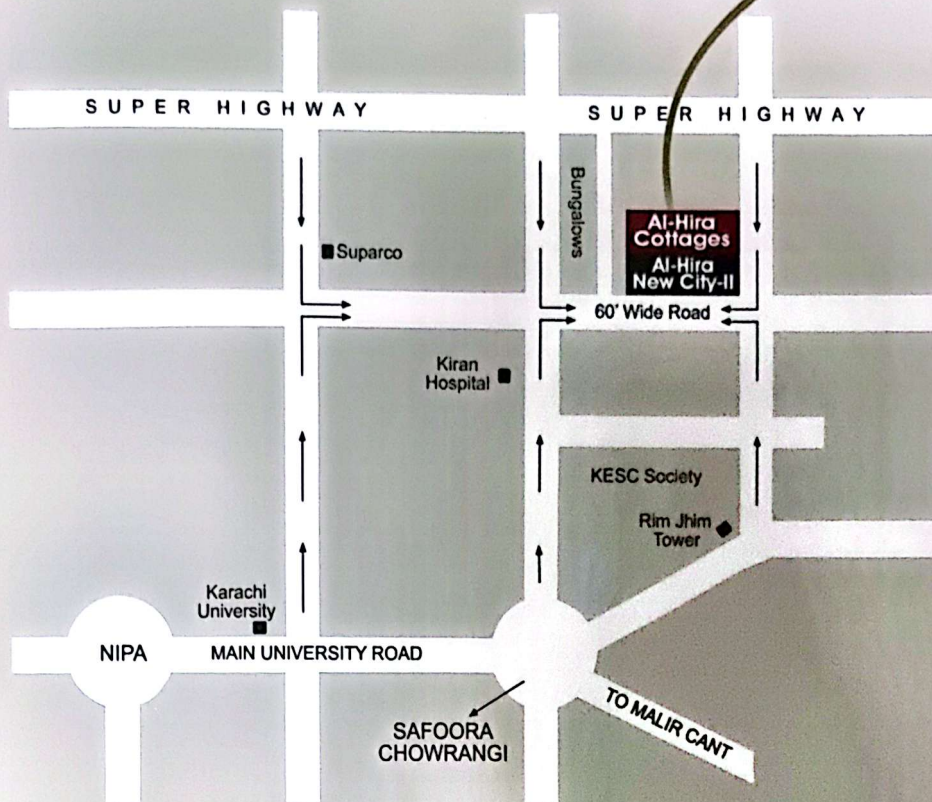 SUPER HIGHWAY
SUPER HIGHWAY
Bungalows
Al-Hira
Cottages
Al-Hira
New City-II
Suparco
60' Wide Road
Kiran
Hospital
KESC Society
Rim Jhim
Tower
Karachi
University
NIPA
MAIN UNIVERSITY ROAD
SAFOORA
CHOWRANGI
TO MALIR CANT